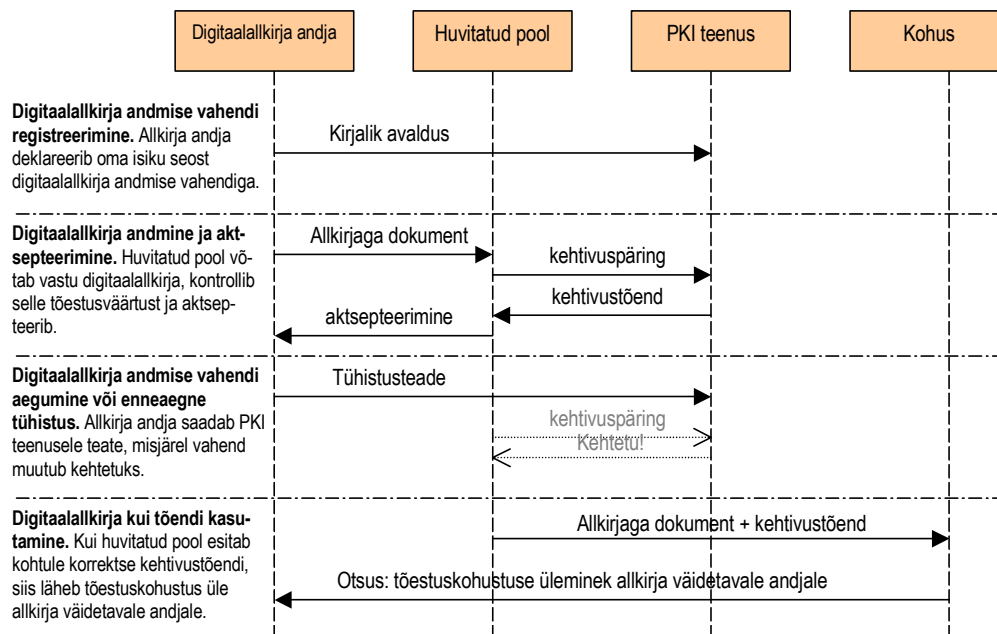 Digitaalallkirja andja
Huvitatud pool
PKI teenus
Kohus
Digitaalallkirja andmise vahendi
registreerimine. Allkirja andja
deklareerib oma isiku seost
digitaalallkirja andmise vahendiga.
Kirjalik avaldus
Digitaalallkirja andmine ja akt-
septeerimine. Huvitatud pool võ-
tab vastu digitaalallkirja, kontrollib
selle tõestusväärtust ja aktsep-
teerib.
Allkirjaga dokument
kehtivuspäring
kehtivustõend
aktsepteerimine
Digitaalallkirja andmise vahendi
aegumine või enneaegne
tühistus. Allkirja andja saadab PKI
teenusele teate, misjärel vahend
muutub kehtetuks.
Tühistusteade
kehtivuspäring
Kehtetu!
Digitaalallkirja kui tõendi kasu-
tamine. Kui huvitatud pool esitab
kohtule korrektse kehtivustõendi,
siis läheb tõestuskohustus üle
allkirja väidetavale andjale.
Allkirjaga dokument + kehtivustõend
Otsus: tõestuskohustuse üleminek allkirja väidetavale andjale